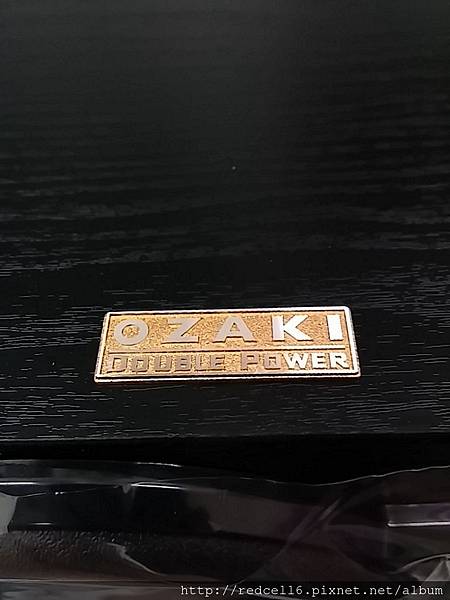 OZAKI
DOUBLE POWER
http://redcell6.pixnet.net/album